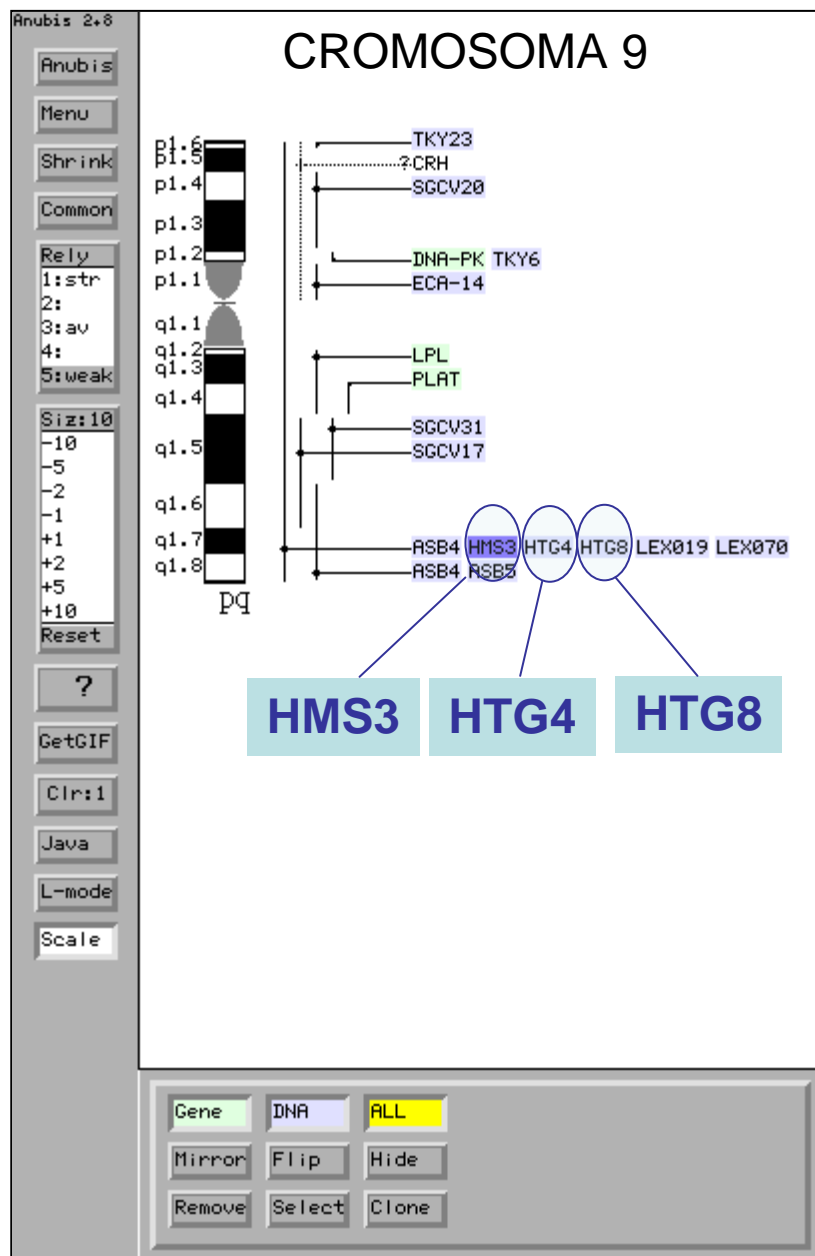 Anubis 2+8
CROMOSOMA 9
Anubis
Menu
Shrink
Common
Rely
1:str
2:
3:av
4:
5:weak
Siz:10
-10
-5
-2
-1
+1
+2
+5
+10
Reset
?
GetGIF
Clr:1
Java
L-mode
Scale
p1.6
p1.5
p1.4
p1.3
p1.2
p1.1
q1.1
q1.2
q1.3
q1.4
q1.5
q1.6
q1.7
q1.8
pq
TKY23
?CRH
SGCV20
DNA-PK TKY6
ECA-14
LPL
PLAT
SGCV31
SGCV17
ASB4 HMS3 HTG4 HTG8 LEX019 LEX070
ASB4 ASB5
HMS3 HTG4 HTG8
Gene DNA ALL
Mirror Flip Hide
Remove Select Clone